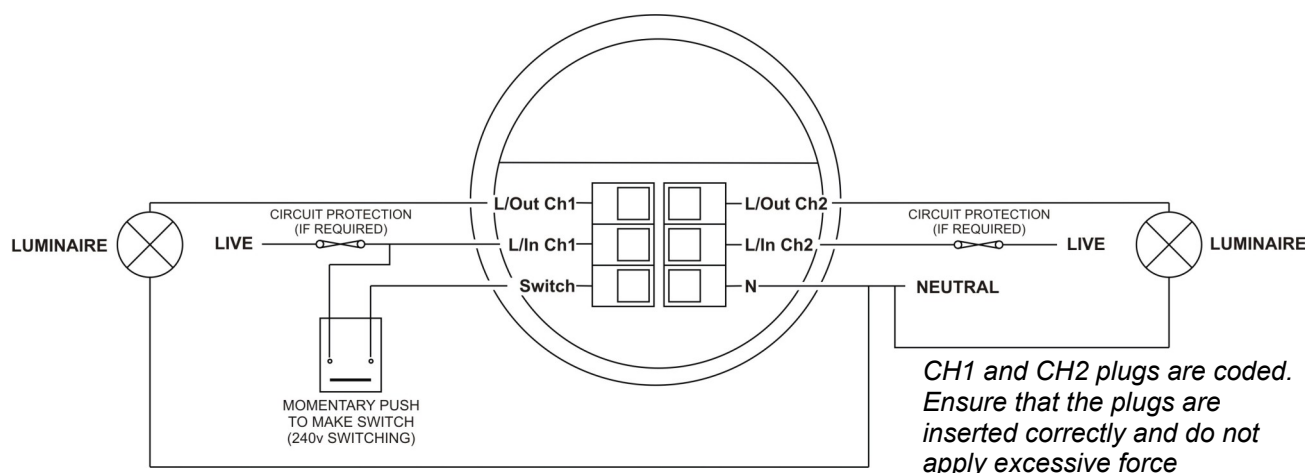 L/Out Ch1
L/Out Ch2
CIRCUIT PROTECTION
(IF REQUIRED)
CIRCUIT PROTECTION
(IF REQUIRED)
LUMINAIRE
LIVE
L/In Ch1
L/In Ch2
LIVE
LUMINAIRE
Switch
N
NEUTRAL
MOMENTARY PUSH
TO MAKE SWITCH
(240v SWITCHING)
CH1 and CH2 plugs are coded.
Ensure that the plugs are
inserted correctly and do not
apply excessive force